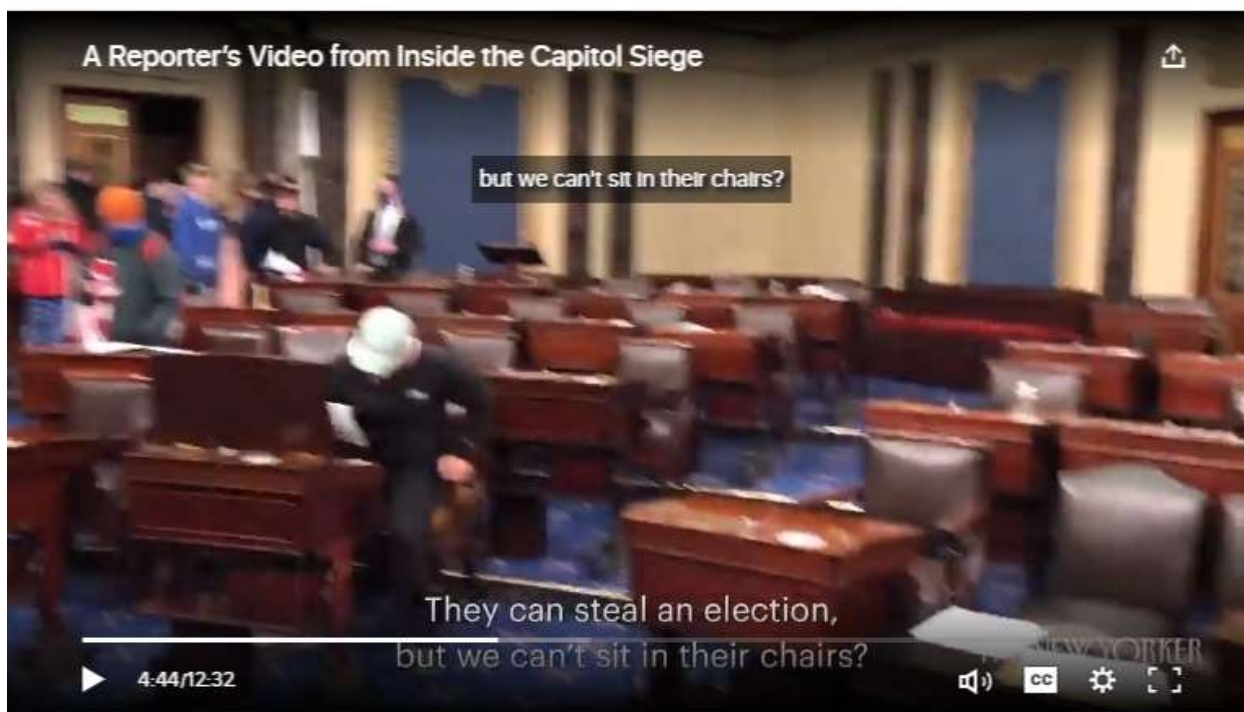 A Reporter's Video from Inside the Capitol Siege
but we can't sit in their chairs?
They can steal an election,
but we can't sit in their chairs?
NEW YORKER
4:44/12:32
CC